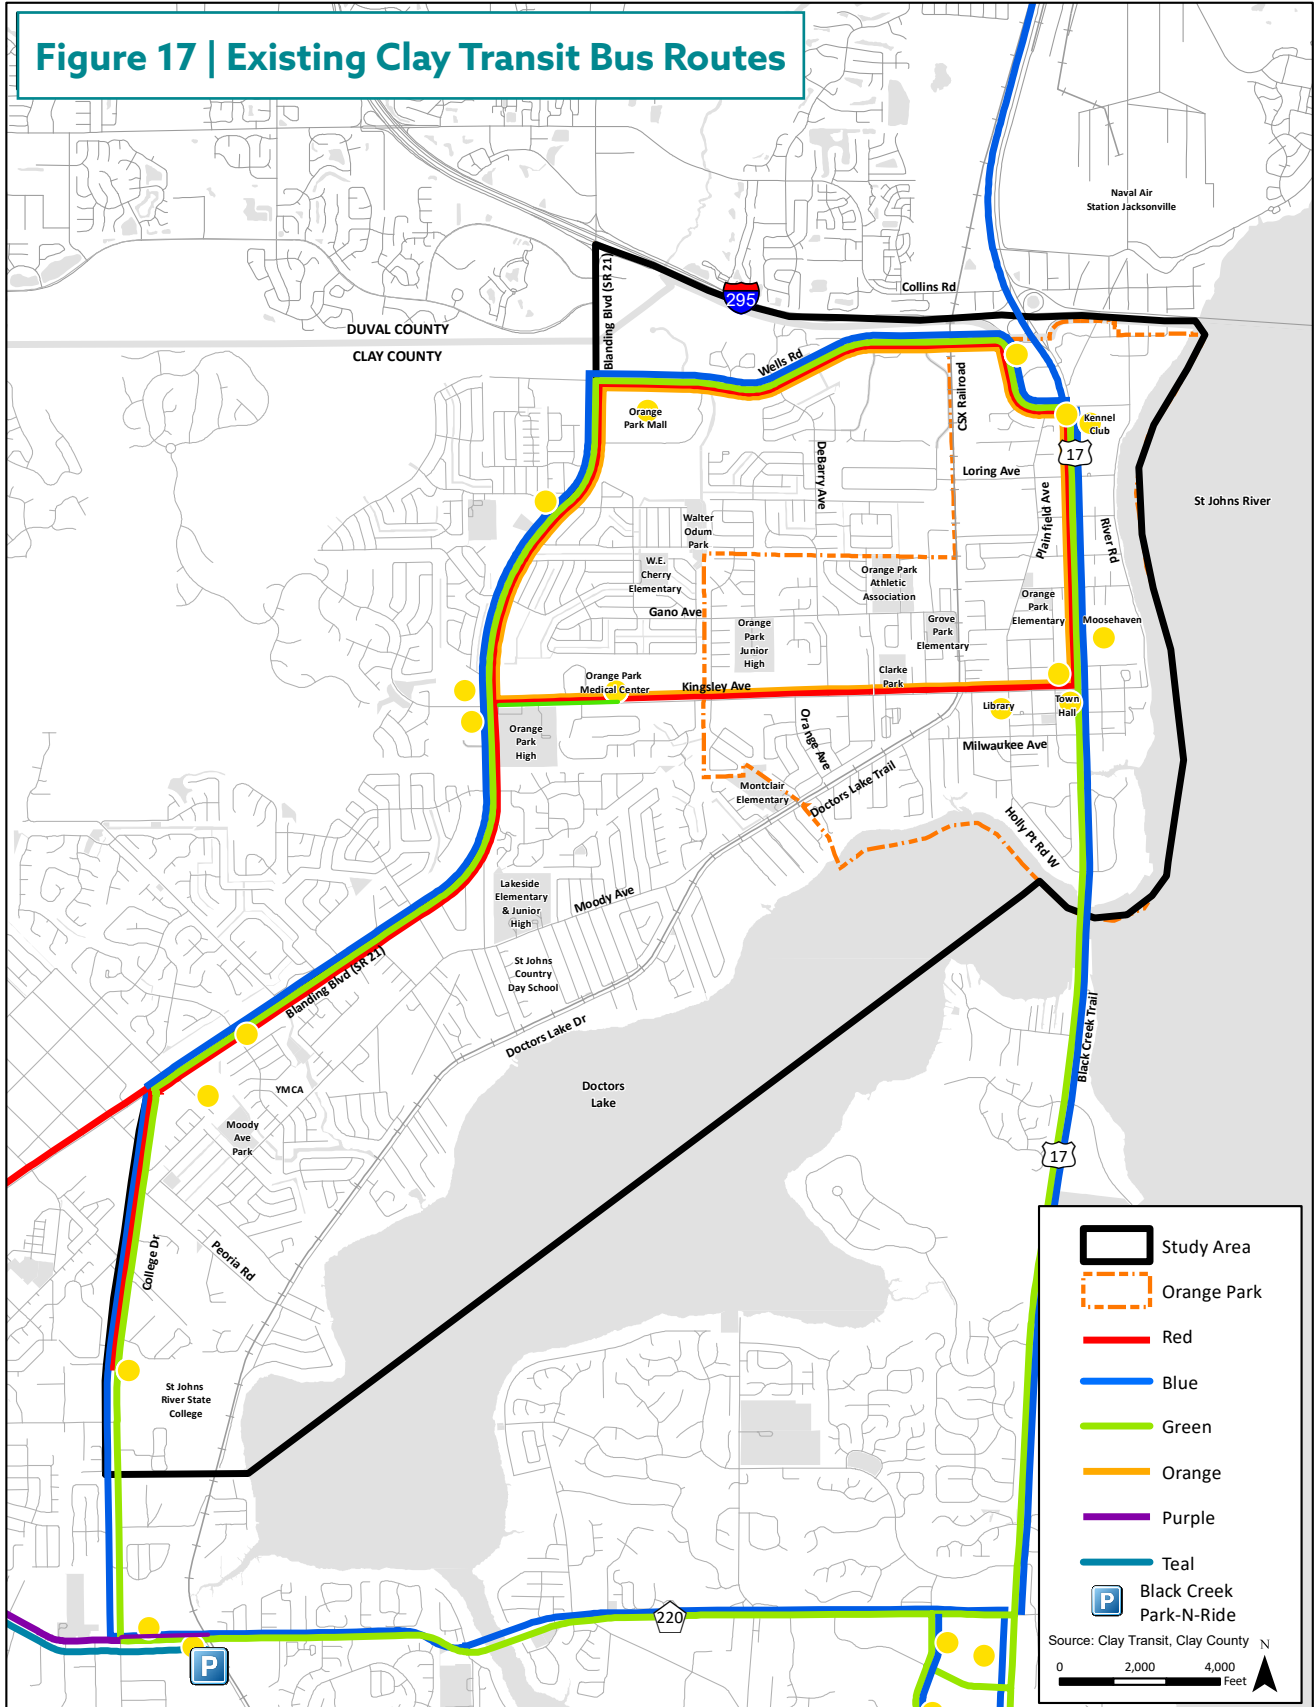 Figure 17 | Existing Clay Transit Bus Routes
Naval Air
Station Jacksonville
Collins Rd
295
Blanding Blvd (SR 21)
DUVAL COUNTY
CLAY COUNTY
Wells Rd
CSX Railroad
Orange
Park Mall
Kennel
Club
17
DeBarry Ave
Loring Ave
Plainfield Ave
River Rd
St Johns River
Walter
Odum
Park
W.E.
Cherry
Elementary
Orange Park
Athletic
Association
Gano Ave
Orange
Park
Elementary
Moosehaven
Orange
Park
Junior
High
Grove
Park
Elementary
Clarke
Park
Orange Park
Medical Center
Kingsley Ave
Library
Town
Hall
Orange
Park
High
Orange Ave
Milwaukee Ave
Montclair
Elementary
Doctors Lake Trail
Holly Pt Rd W
Lakeside
Elementary
& Junior
High
Moody Ave
St Johns
Country
Day School
Blanding Blvd (SR 21)
Doctors Lake Dr
Black Creek Trail
Doctors
Lake
YMCA
Moody
Ave
Park
17
College Dr
Peoria Rd
St Johns
River State
College
220
P
Study Area
Orange Park
Red
Blue
Green
Orange
Purple
Teal
P
Black Creek
Park-N-Ride
Source: Clay Transit, Clay County
N
0 2,000 4,000
Feet